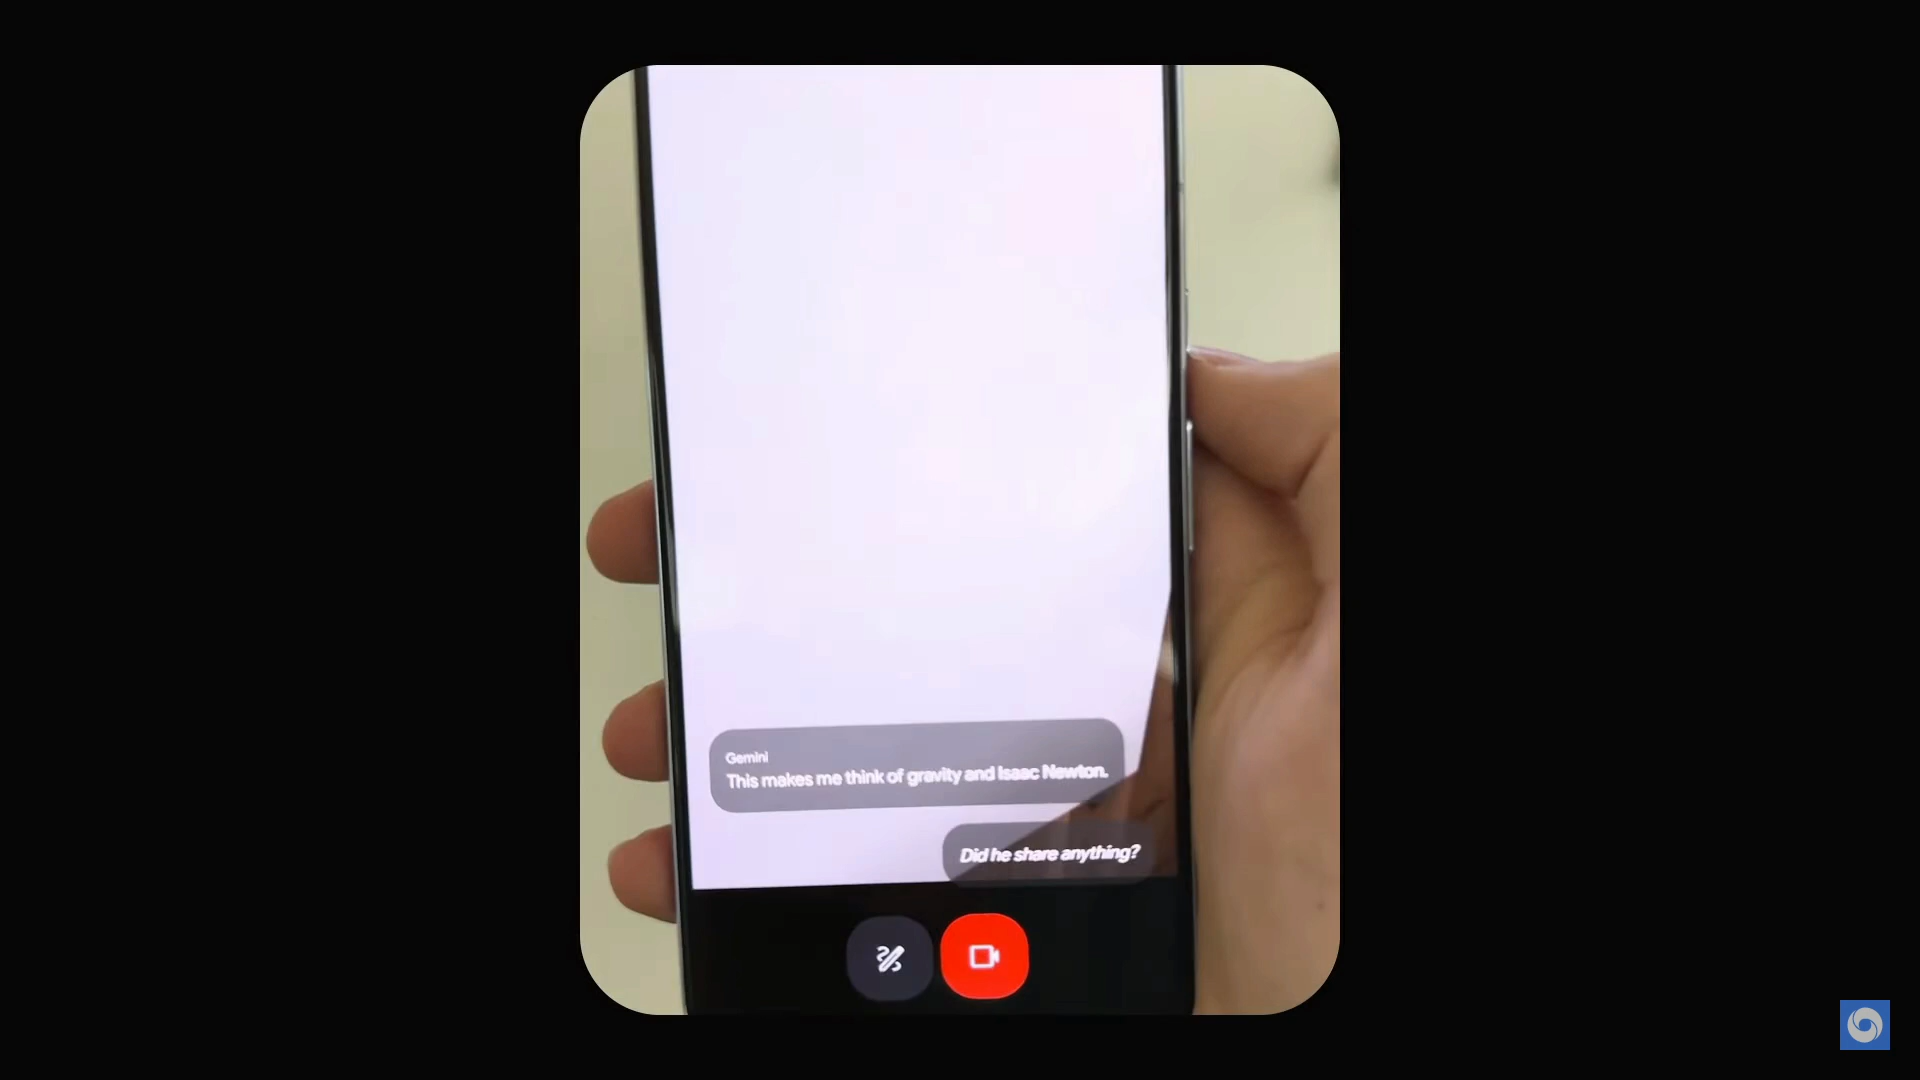 Gemini
This makes me think of gravity and Isaac Newton.
Did he share anything?